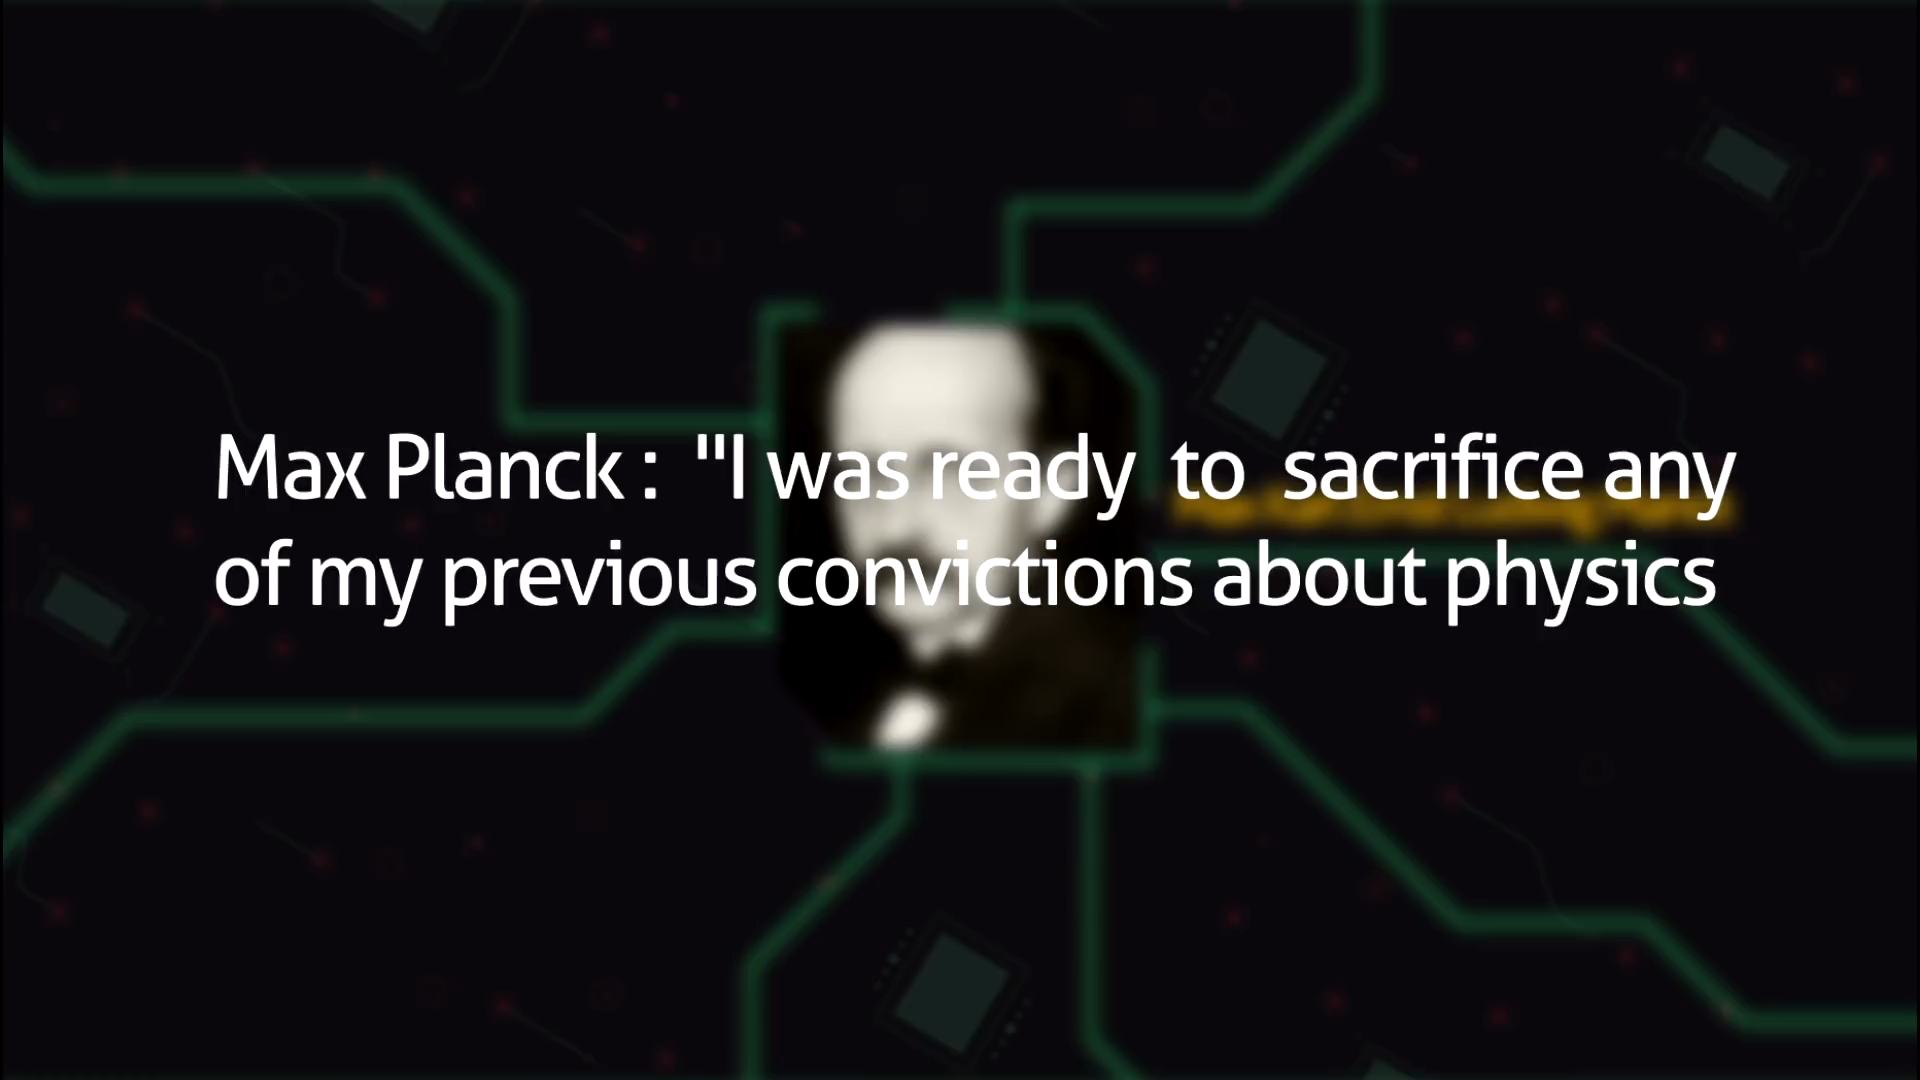 Max Planck : "I was ready to sacrifice any
of my previous convictions about physics